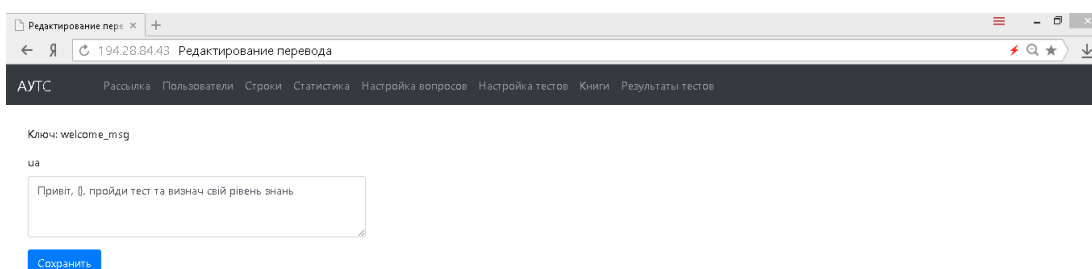 Редактирование пере
194.28.84.43 Редактирование перевода
АУТС Рассылка Пользователи Строки Статистика Настройка вопросов Настройка тестов Книги Результаты тестов
Ключ: welcome_msg
ua
Привіт, {}, пройди тест та визнач свій рівень знань
Сохранить